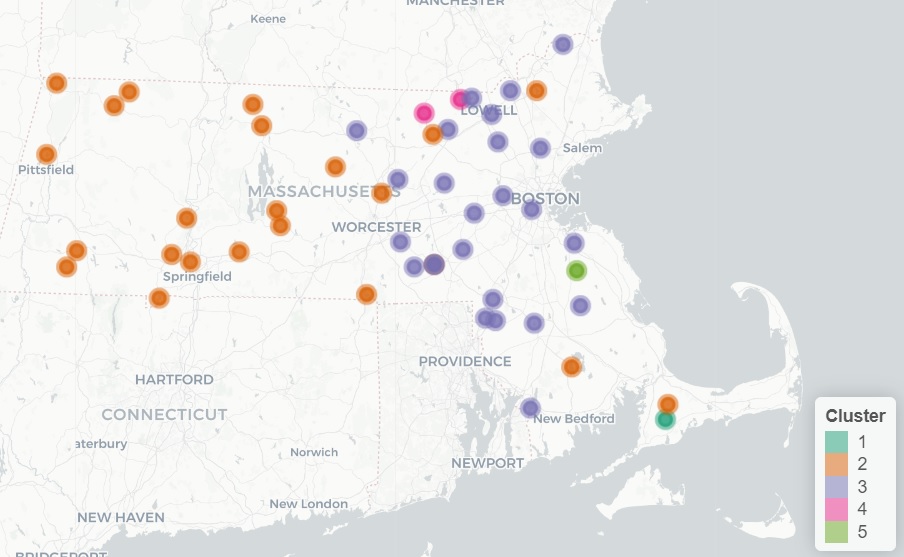 MANCHESTER
Keene
LOWELL
Salem
Pittsfield
MASSACHUSETTS
BOSTON
WORCESTER
Springfield
PROVIDENCE
HARTFORD
CONNECTICUT
New Bedford
aterbury
Norwich
NEWPORT
New London
NEW HAVEN
BRIDGEPORT
Cluster
1
2
3
4
5